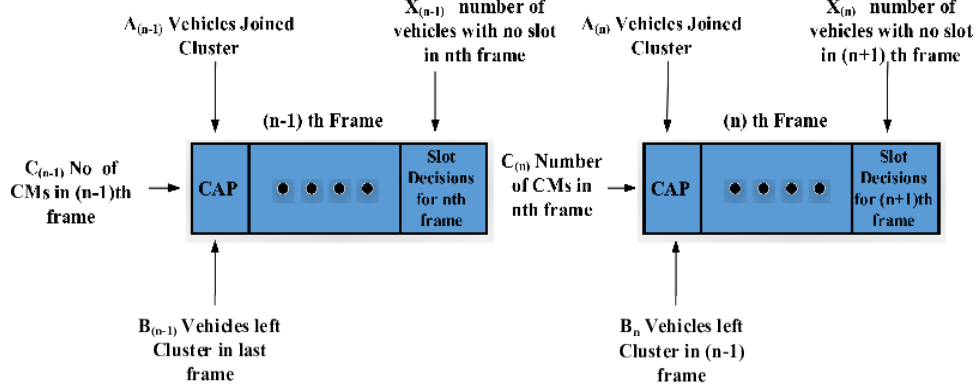 A(n-1) Vehicles Joined
Cluster
X(n-1) number of
vehicles with no slot
in nth frame
A(n) Vehicles Joined
Cluster
X(n) number of
vehicles with no slot
in (n+1) th frame
(n-1) th Frame
(n) th Frame
C(n-1) No of
CMs in (n-1)th
frame
CAP
Slot
Decisions
for nth
frame
C(n) Number
of CMs in
nth frame
CAP
Slot
Decisions
for (n+1)th
frame
B(n-1) Vehicles left
Cluster in last
frame
Bn Vehicles left
Cluster in (n-1)
frame